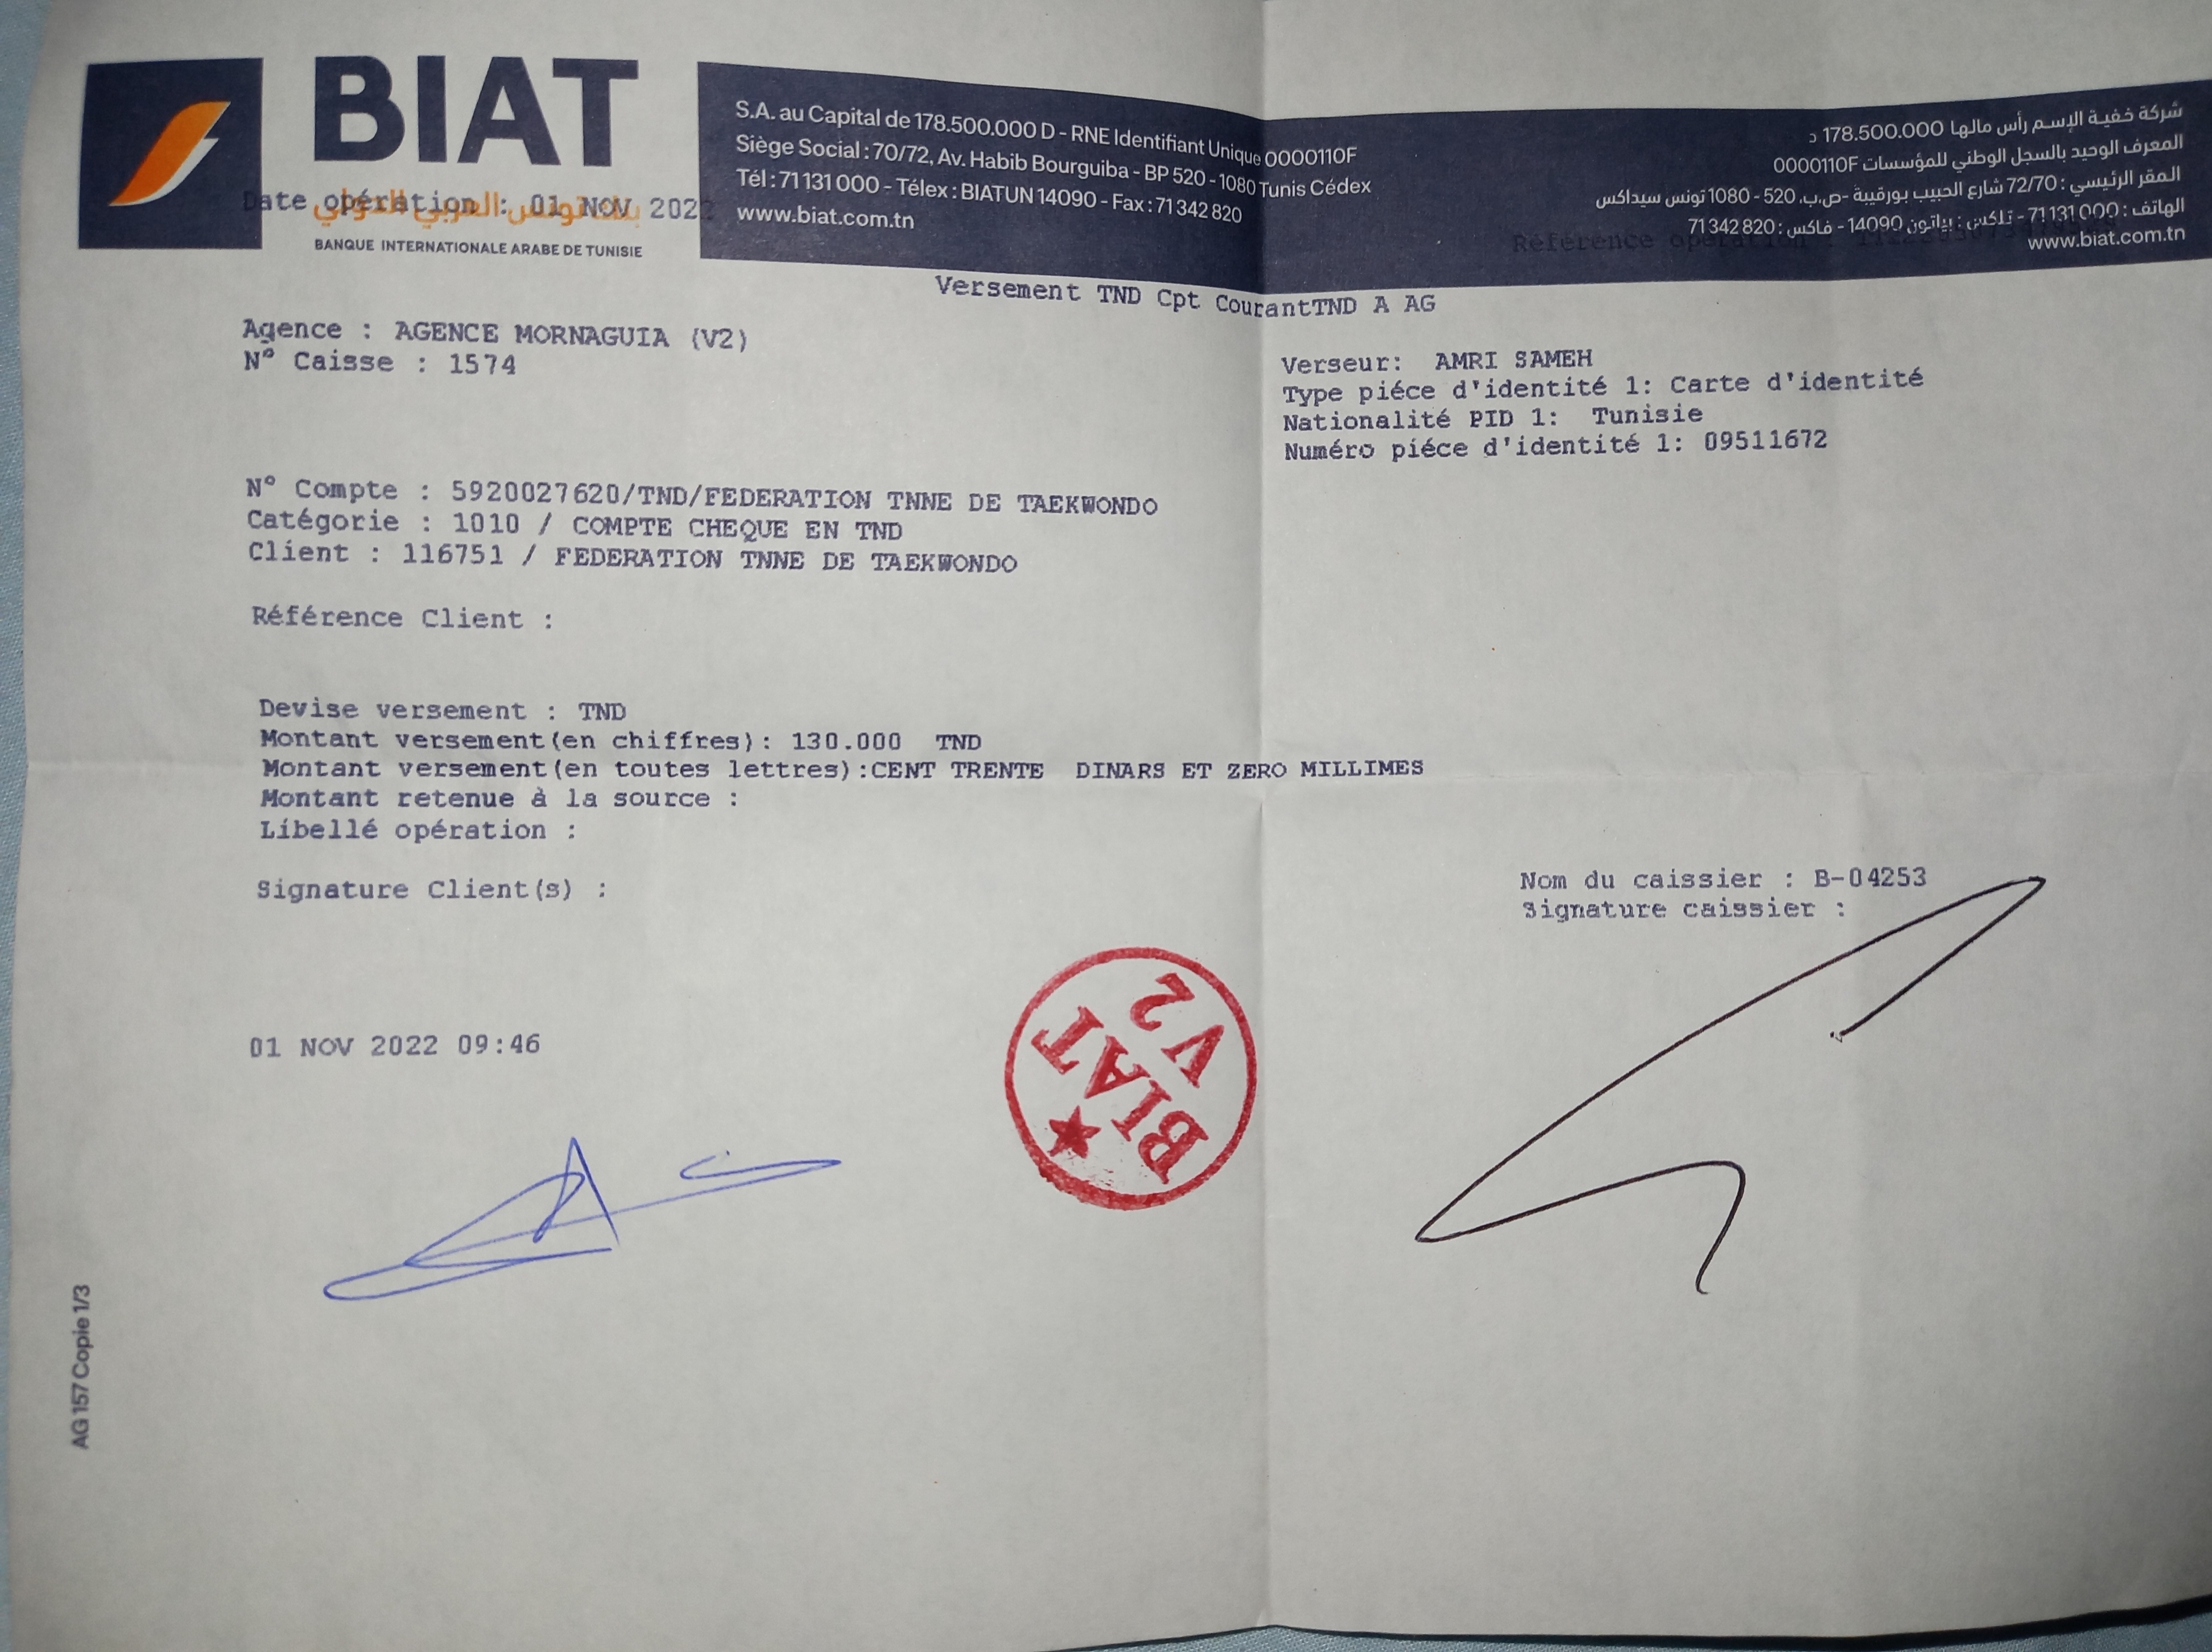 BIAT
بنك تونس العربي الدولي
BANQUE INTERNATIONALE ARABE DE TUNISIE
S.A. au Capital de 178.500.000 D - RNE Identifiant Unique 0000110F
Siège Social : 70/72, Av. Habib Bourguiba - BP 520 - 1080 Tunis Cédex
Tél : 71 131 000 - Télex : BIATUN 14090 - Fax : 71 342 820
www.biat.com.tn
شركة خفية الإسم رأس مالها 178.500.000 د
المعرف الوحيد بالسجل الوطني للمؤسسات 0000110F
المقر الرئيسي : 72/70 شارع الحبيب بورقيبة -ص.ب. 520 - 1080 تونس سيداكس
الهاتف : 71 131 000 - تلكس : بياتون 14090 - فاكس : 71 342 820
www.biat.com.tn
Date opération : 01 NOV 202
Référence opération :
Versement TND Cpt CourantTND A AG
Agence : AGENCE MORNAGUIA (V2)
N° Caisse : 1574
Verseur: AMRI SAMEH
Type piéce d'identité 1: Carte d'identité
Nationalité PID 1: Tunisie
Numéro piéce d'identité 1: 09511672
N° Compte : 5920027620/TND/FEDERATION TNNE DE TAEKWONDO
Catégorie : 1010 / COMPTE CHEQUE EN TND
Client : 116751 / FEDERATION TNNE DE TAEKWONDO
Référence Client :
Devise versement : TND
Montant versement(en chiffres): 130.000 TND
Montant versement(en toutes lettres):CENT TRENTE DINARS ET ZERO MILLIMES
Montant retenue à la source :
Libellé opération :
Signature Client(s) :
Nom du caissier : B-04253
Signature caissier :
01 NOV 2022 09:46
BIAT
V2
AG 157 Copie 1/3